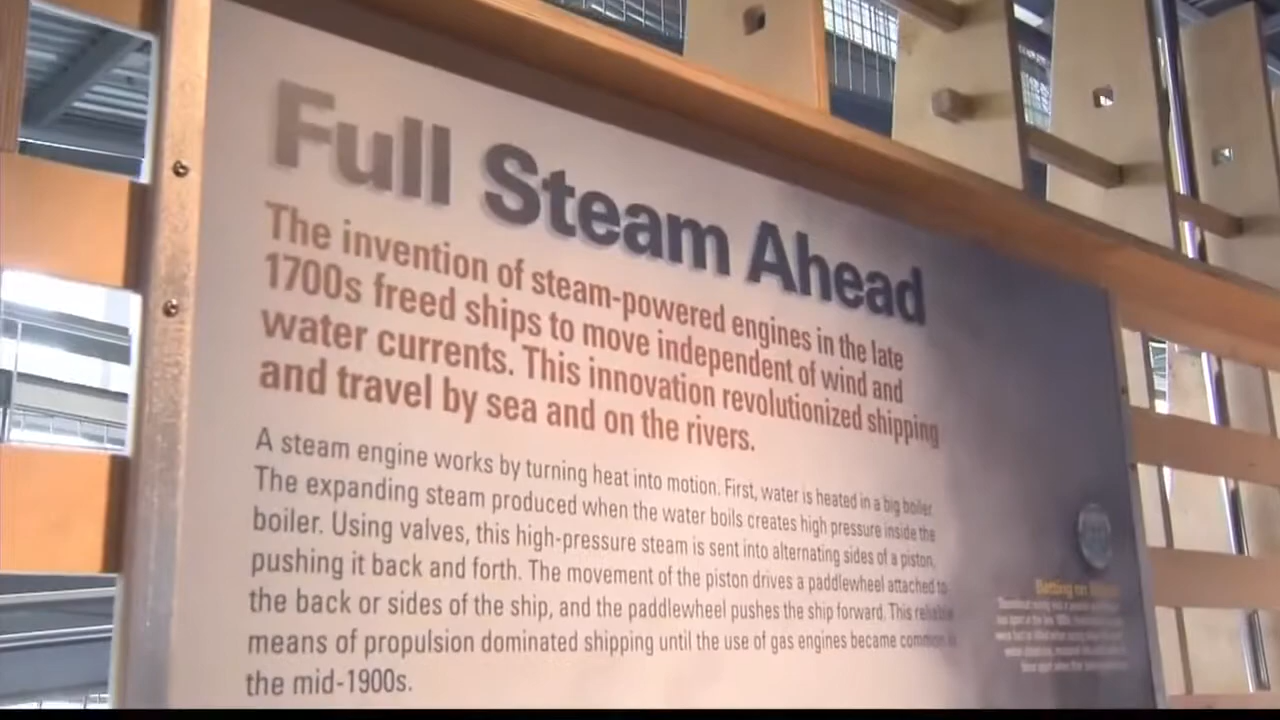 Full Steam Ahead
The invention of steam-powered engines in the late
1700s freed ships to move independent of wind and
water currents. This innovation revolutionized shipping
and travel by sea and on the rivers.
A steam engine works by turning heat into motion. First, water is heated in a big boiler.
The expanding steam produced when the water boils creates high pressure inside the
boiler. Using valves, this high-pressure steam is sent into alternating sides of a piston,
pushing it back and forth. The movement of the piston drives a paddlewheel attached to
the back or sides of the ship, and the paddlewheel pushes the ship forward. This reliable
means of propulsion dominated shipping until the use of gas engines became common in
the mid-1900s.
Betting on